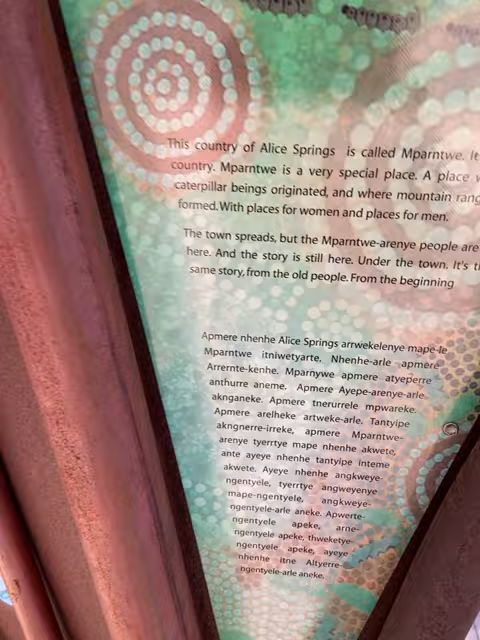 This country of Alice Springs is called Mparntwe. It
country. Mparntwe is a very special place. A place
caterpillar beings originated, and where mountain
formed. With places for women and places for men.
The town spreads, but the Mparntwe-arenye people are
here. And the story is still here. Under the town. It's
same story, from the old people. From the beginning
Apmere nhenhe Alice Springs arrwekelenye mape-le
Mparntwe itniwetyarte. Nhenhe-arle apmere
Arrernte-kenhe. Mparnywe apmere atyeperre
anthurre aneme. Apmere Ayepe-arenye-arle
aknganeke. Apmere tnerurrele mpwareke.
Apmere arelheke artweke-arle. Tantyipe
akngnerre-irreke, apmere Mparntwe-
arenye tyerrtye mape nhenhe akwete,
ante ayeye nhenhe tantyipe inteme
akwete. Ayeye nhenhe angkweye-
ngentyele, tyerrtye angweyenye
mape-ngentyele, angkweye-
ngentyele-arle aneke. Apwerte-
ngentyele apeke, arne-
ngentyele apeke, thweketye-
ngentyele apeke, ayeye
nhenhe itne Altyerre-
ngentyele-arle aneke.